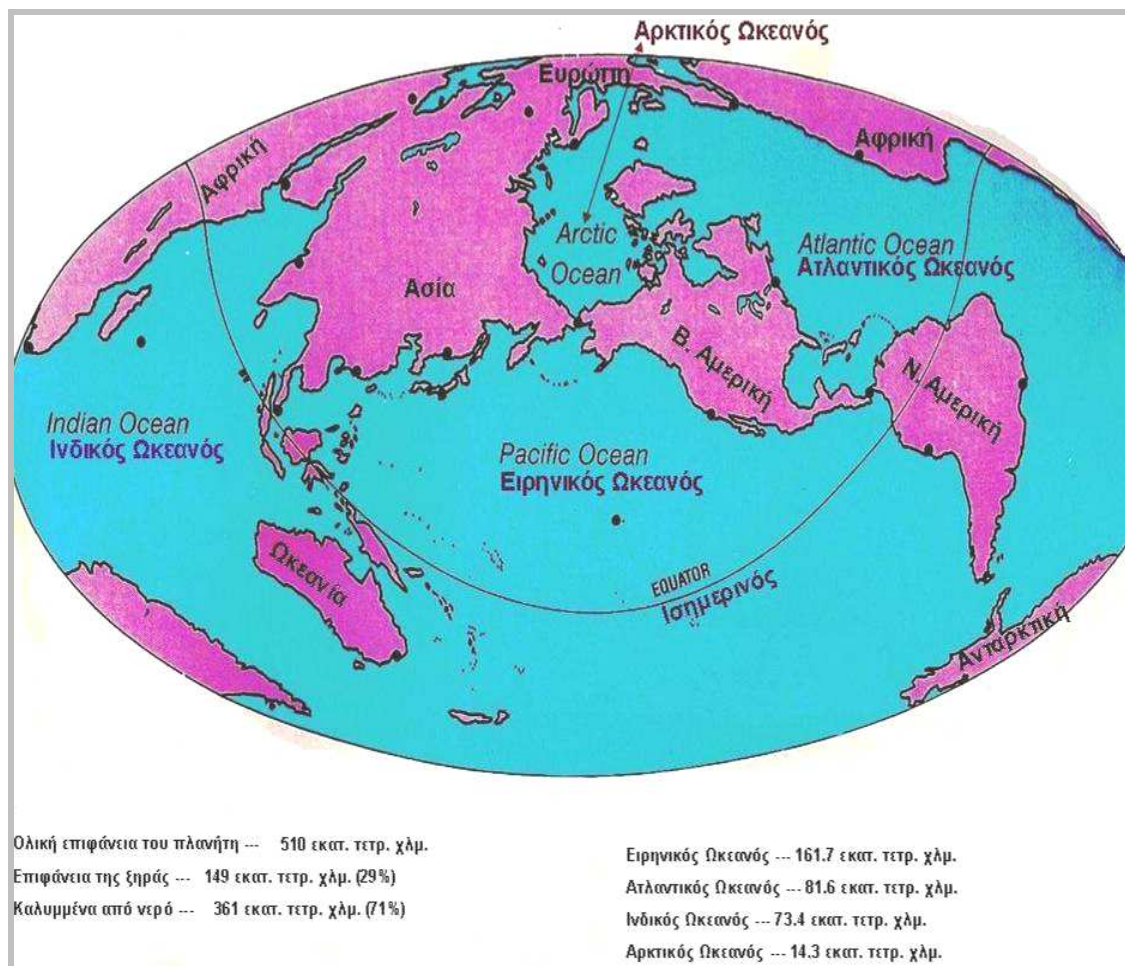 Αρκτικός Ωκεανός
Ευρώπη
Αφρική
Αφρική
Arctic
Ocean
Atlantic Ocean
Ατλαντικός Ωκεανός
Ασία
Β. Αμερική
Ν. Αμερική
Indian Ocean
Ινδικός Ωκεανός
Pacific Ocean
Ειρηνικός Ωκεανός
Ωκεανία
EQUATOR
Ισημερινός
Ανταρκτική
Ολική επιφάνεια του πλανήτη --- 510 εκατ. τετρ. χλμ.
Επιφάνεια της ξηράς --- 149 εκατ. τετρ. χλμ. (29%)
Καλυμμένα από νερό --- 361 εκατ. τετρ. χλμ. (71%)
Ειρηνικός Ωκεανός --- 161.7 εκατ. τετρ. χλμ.
Ατλαντικός Ωκεανός --- 81.6 εκατ. τετρ. χλμ.
Ινδικός Ωκεανός --- 73.4 εκατ. τετρ. χλμ.
Αρκτικός Ωκεανός --- 14.3 εκατ. τετρ. χλμ.